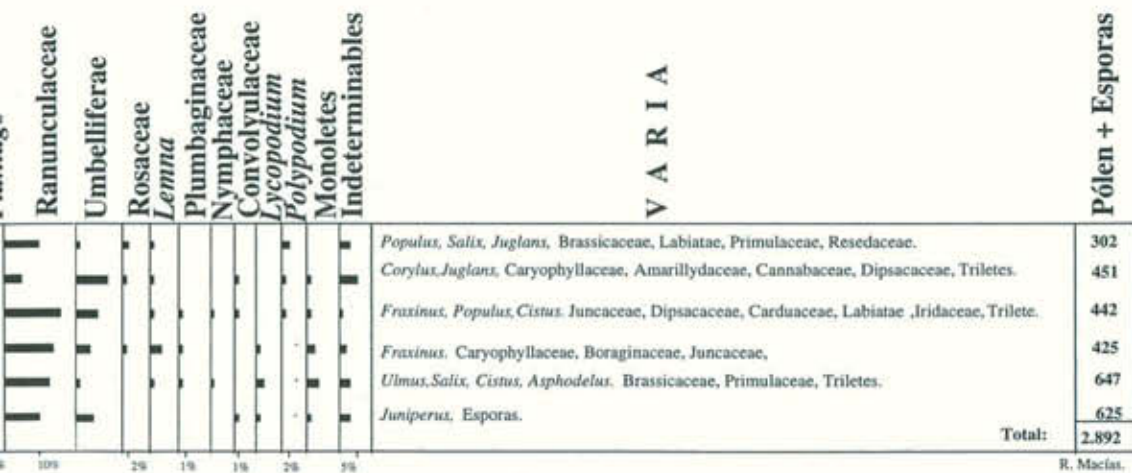 Ranunculaceae
Umbelliferae
Rosaceae
Lemna
Plumbaginaceae
Nymphaceae
Convolvulaceae
Lycopodium
Polypodium
Monoletes
Indeterminables
V A R I A
Pólen + Esporas
Populus, Salix, Juglans, Brassicaceae, Labiatae, Primulaceae, Resedaceae. 302
Corylus,Juglans, Caryophyllaceae, Amarillydaceae, Cannabaceae, Dipsacaceae, Triletes. 451
Fraxinus, Populus,Cistus. Juncaceae, Dipsacaceae, Carduaceae, Labiatae ,Iridaceae, Trilete. 442
Fraxinus. Caryophyllaceae, Boraginaceae, Juncaceae, 425
Ulmus,Salix, Cistus, Asphodelus. Brassicaceae, Primulaceae, Triletes. 647
Juniperus, Esporas. 625
Total: 2.892
10% 2% 1% 1% 2% 5% R. Macías.